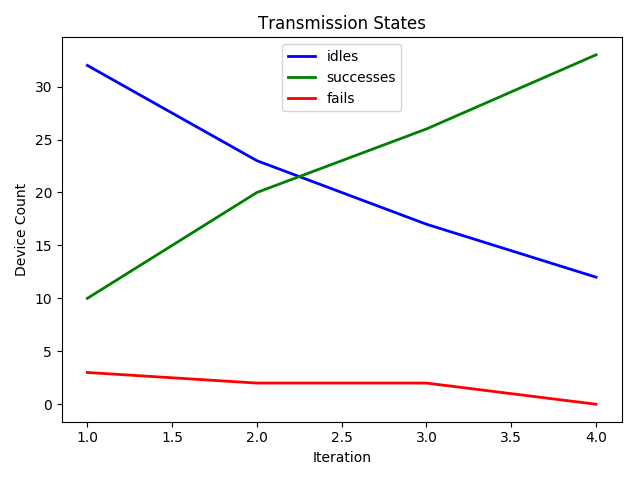 Transmission States
idles
successes
fails
Device Count
30
25
20
15
10
5
0
1.0 1.5 2.0 2.5 3.0 3.5 4.0
Iteration